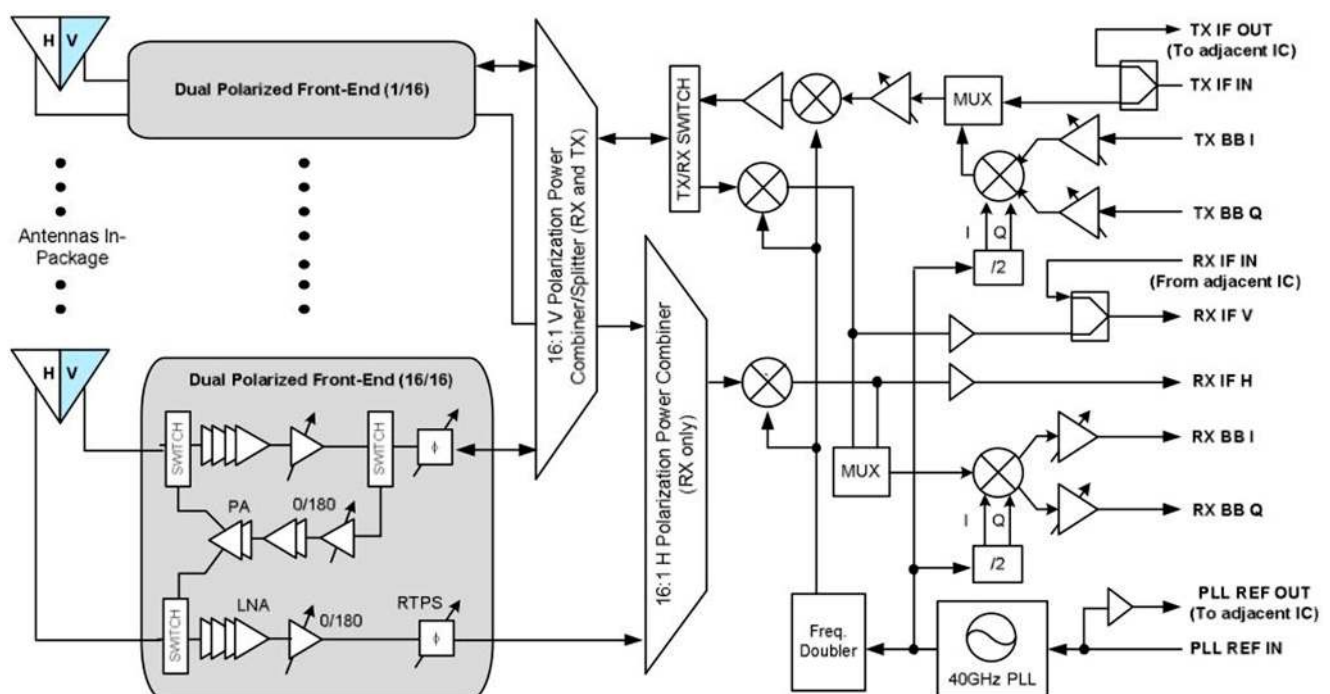 H V
Dual Polarized Front-End (1/16)
Antennas In-
Package
H V
Dual Polarized Front-End (16/16)
SWITCH
SWITCH
ϕ
PA
0/180
SWITCH
LNA
0/180
RTPS
ϕ
16:1 V Polarization Power
Combiner/Splitter (RX and TX)
16:1 H Polarization Power Combiner
(RX only)
TX/RX SWITCH
MUX
I
Q
/2
MUX
I
Q
/2
Freq.
Doubler
40GHz PLL
TX IF OUT
(To adjacent IC)
TX IF IN
TX BB I
TX BB Q
RX IF IN
(From adjacent IC)
RX IF V
RX IF H
RX BB I
RX BB Q
PLL REF OUT
(To adjacent IC)
PLL REF IN